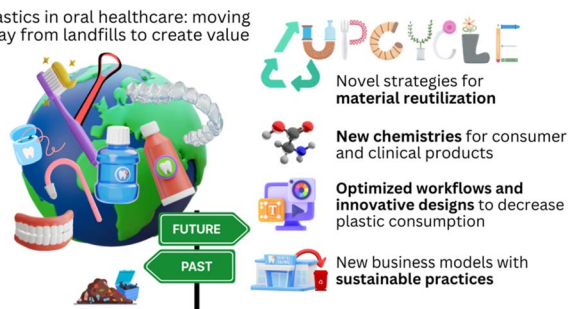 astics in oral healthcare: moving
ay from landfills to create value
UPCYCLE
Novel strategies for
material reutilization
New chemistries for consumer
and clinical products
Optimized workflows and
innovative designs to decrease
plastic consumption
New business models with
sustainable practices
FUTURE
PAST